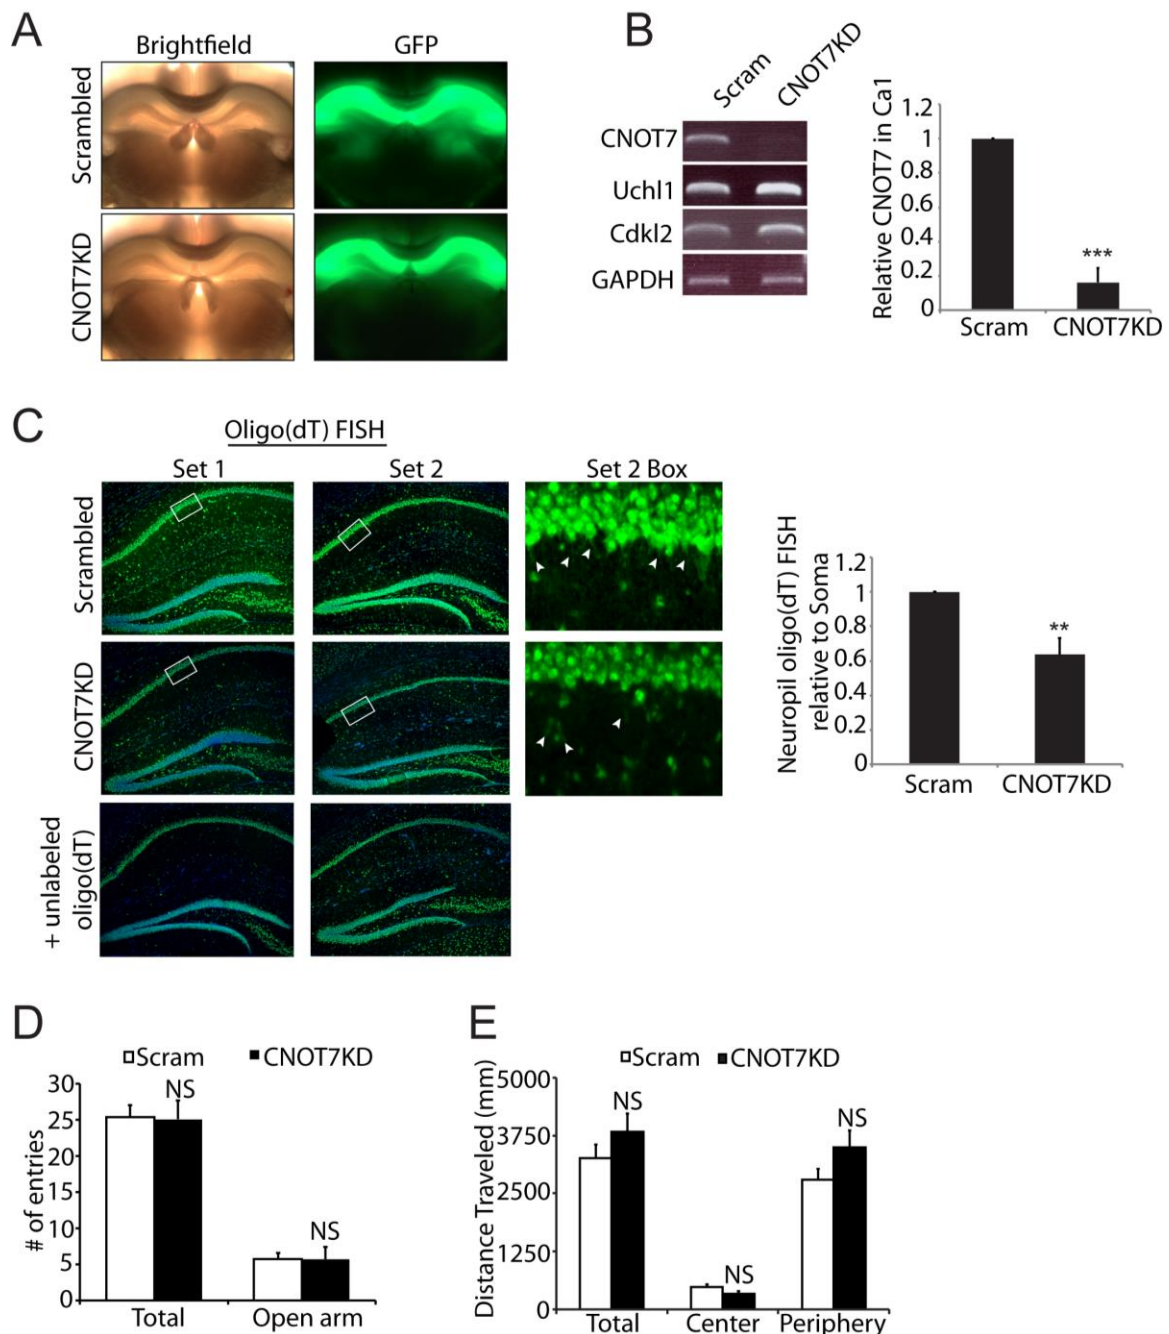 A
Brightfield
GFP
Scrambled
CNOT7KD
B
Scram
CNOT7KD
CNOT7
Uchl1
Cdkl2
GAPDH
Relative CNOT7 in Ca1
1.2
1
0.8
0.6
0.4
0.2
0
***
Scram
CNOT7KD
C
Oligo(dT) FISH
Set 1
Set 2
Set 2 Box
Scrambled
CNOT7KD
+ unlabeled
oligo(dT)
Neuropil oligo(dT) FISH
relative to Soma
1.2
1
0.8
0.6
0.4
0.2
0
**
Scram
CNOT7KD
D
Scram
CNOT7KD
# of entries
30
25
20
15
10
5
0
NS
NS
Total
Open arm
E
Scram
CNOT7KD
Distance Traveled (mm)
5000
3750
2500
1250
0
NS
NS
NS
Total
Center
Periphery